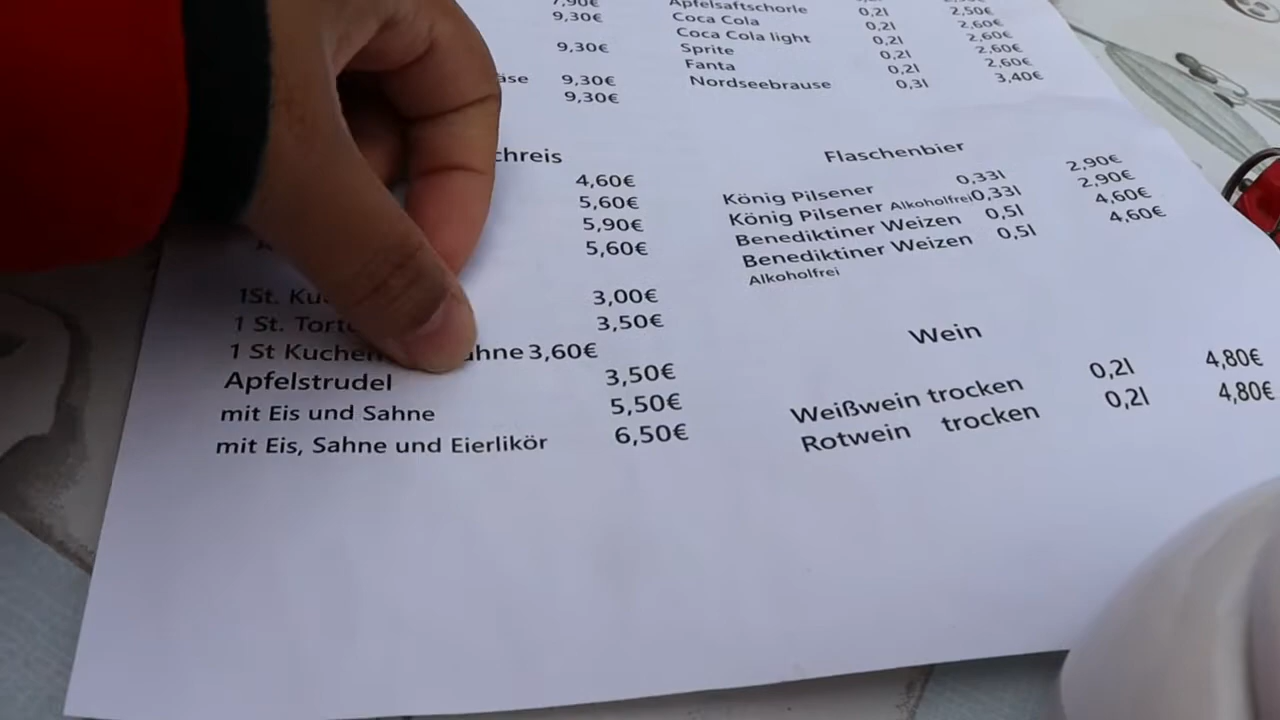 7,90€
9,30€
9,30€
9,30€
9,30€
chreis
4,60€
5,60€
5,90€
5,60€
1St. 3,00€
1 St. 3,50€
1 St Kuchen 3,60€
Apfelstrudel 3,50€
mit Eis und Sahne 5,50€
mit Eis, Sahne und Eierlikör 6,50€
Apfelsaftschorle 0,2l 2,50€
Coca Cola 0,2l 2,60€
Coca Cola light 0,2l 2,60€
Sprite 0,2l 2,60€
Fanta 0,2l 2,60€
Nordseebrause 0,3l 3,40€
Flaschenbier
König Pilsener 0,33l 2,90€
König Pilsener Alkoholfrei 0,33l 2,90€
Benediktiner Weizen 0,5l 4,60€
Benediktiner Weizen 0,5l 4,60€
Alkoholfrei
Wein
Weißwein trocken 0,2l 4,80€
Rotwein trocken 0,2l 4,80€